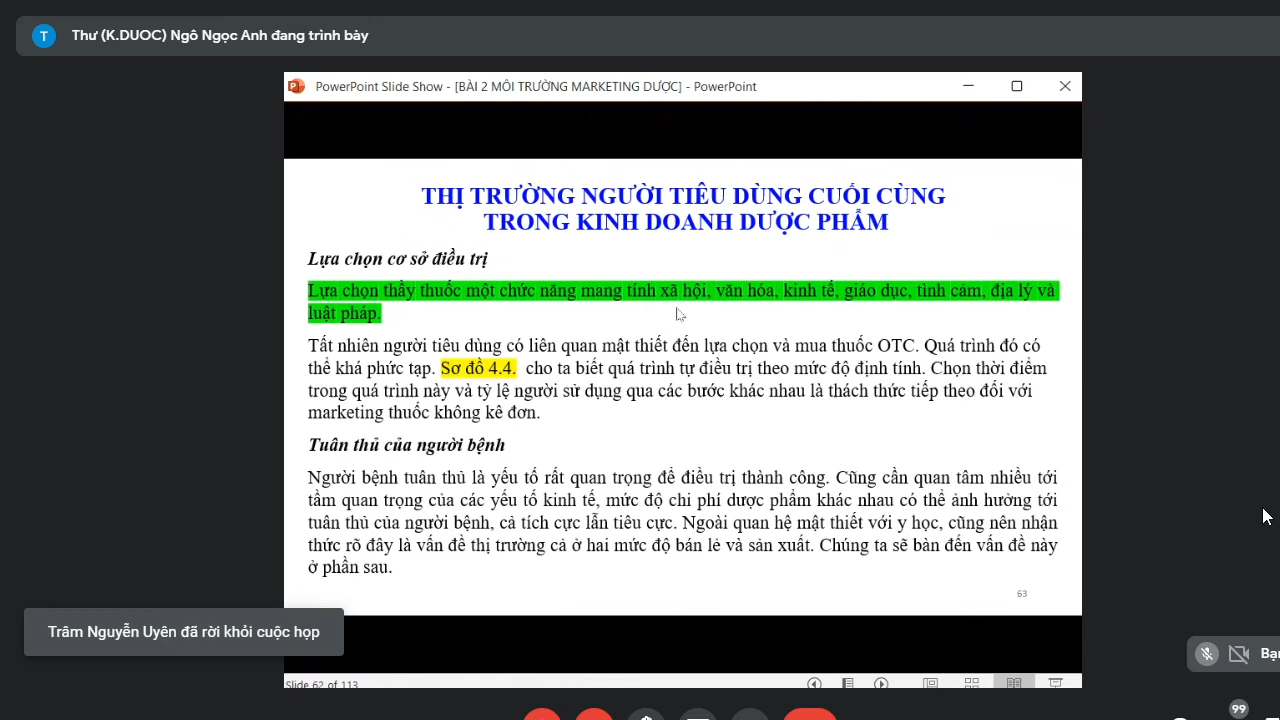 T
Thư (K.DUOC) Ngô Ngọc Anh đang trình bày
PowerPoint Slide Show - [BÀI 2 MÔI TRƯỜNG MARKETING DƯỢC] - PowerPoint
THỊ TRƯỜNG NGƯỜI TIÊU DÙNG CUỐI CÙNG
TRONG KINH DOANH DƯỢC PHẨM
Lựa chọn cơ sở điều trị
Lựa chọn thầy thuốc một chức năng mang tính xã hội, văn hóa, kinh tế, giáo dục, tình cảm, địa lý và
luật pháp.
Tất nhiên người tiêu dùng có liên quan mật thiết đến lựa chọn và mua thuốc OTC. Quá trình đó có
thể khá phức tạp. Sơ đồ 4.4. cho ta biết quá trình tự điều trị theo mức độ định tính. Chọn thời điểm
trong quá trình này và tỷ lệ người sử dụng qua các bước khác nhau là thách thức tiếp theo đối với
marketing thuốc không kê đơn.
Tuân thủ của người bệnh
Người bệnh tuân thủ là yếu tố rất quan trọng để điều trị thành công. Cũng cần quan tâm nhiều tới
tầm quan trọng của các yếu tố kinh tế, mức độ chi phí dược phẩm khác nhau có thể ảnh hưởng tới
tuân thủ của người bệnh, cả tích cực lẫn tiêu cực. Ngoài quan hệ mật thiết với y học, cũng nên nhận
thức rõ đây là vấn đề thị trường cả ở hai mức độ bán lẻ và sản xuất. Chúng ta sẽ bàn đến vấn đề này
ở phần sau.
63
Trâm Nguyễn Uyên đã rời khỏi cuộc họp
Slide 62 of 113
99